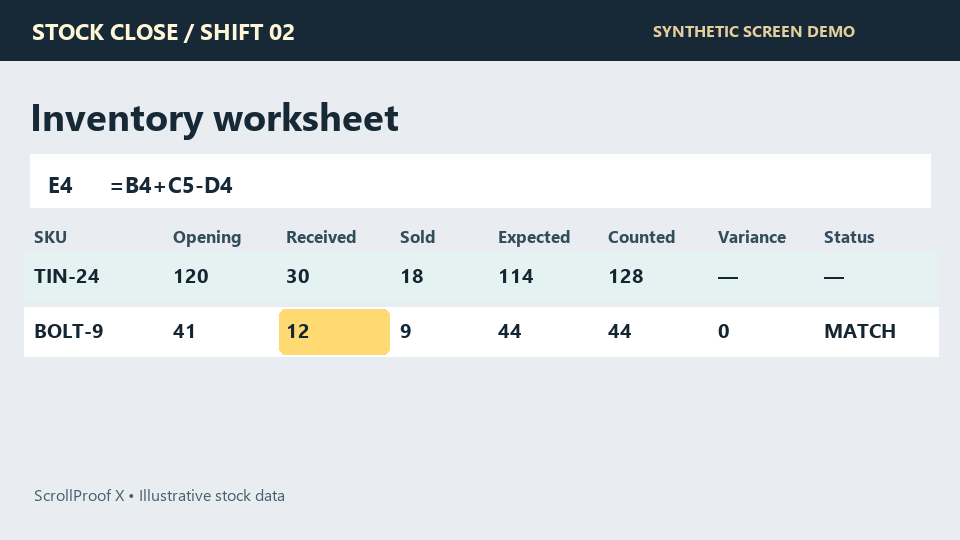 STOCK CLOSE / SHIFT 02 SYNTHETIC SCREEN DEMO
Inventory worksheet
E4 =B4+C5-D4
SKU Opening Received Sold Expected Counted Variance Status
TIN-24 120 30 18 114 128 — —
BOLT-9 41 12 9 44 44 0 MATCH
ScrollProof X • Illustrative stock data